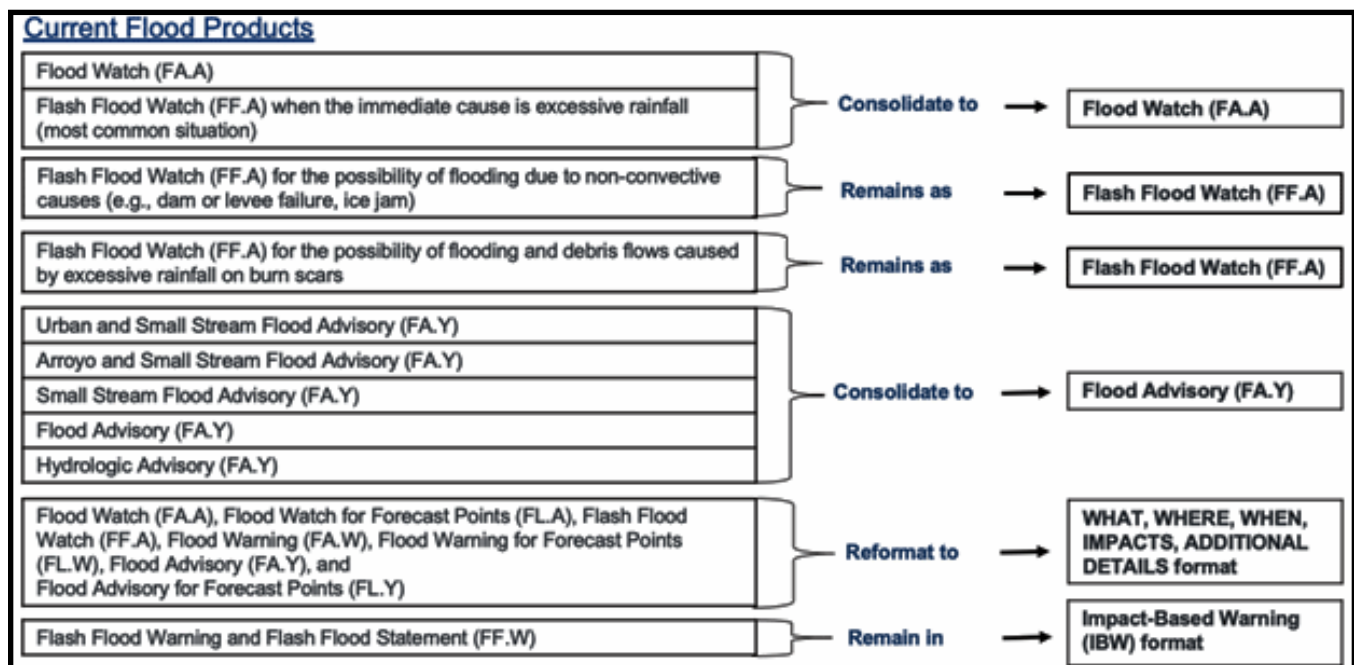 Current Flood Products
Flood Watch (FA.A)
Flash Flood Watch (FF.A) when the immediate cause is excessive rainfall
(most common situation)
Consolidate to
Flood Watch (FA.A)
Flash Flood Watch (FF.A) for the possibility of flooding due to non-convective
causes (e.g., dam or levee failure, ice jam)
Remains as
Flash Flood Watch (FF.A)
Flash Flood Watch (FF.A) for the possibility of flooding and debris flows caused
by excessive rainfall on burn scars
Remains as
Flash Flood Watch (FF.A)
Urban and Small Stream Flood Advisory (FA.Y)
Arroyo and Small Stream Flood Advisory (FA.Y)
Small Stream Flood Advisory (FA.Y)
Flood Advisory (FA.Y)
Hydrologic Advisory (FA.Y)
Consolidate to
Flood Advisory (FA.Y)
Flood Watch (FA.A), Flood Watch for Forecast Points (FL.A), Flash Flood
Watch (FF.A), Flood Warning (FA.W), Flood Warning for Forecast Points
(FL.W), Flood Advisory (FA.Y), and
Flood Advisory for Forecast Points (FL.Y)
Reformat to
WHAT, WHERE, WHEN,
IMPACTS, ADDITIONAL
DETAILS format
Flash Flood Warning and Flash Flood Statement (FF.W)
Remain in
Impact-Based Warning
(IBW) format